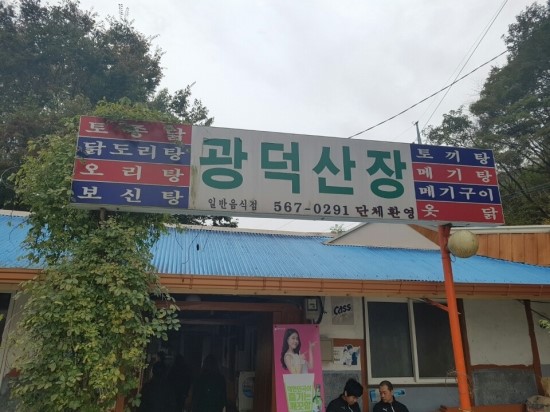 토 종 닭
닭도리탕
오 리 탕
보 신 탕
광덕산장
일반음식점 567-0291 단체환영
토 끼 탕
메 기 탕
메기구이
옷 닭
Cass